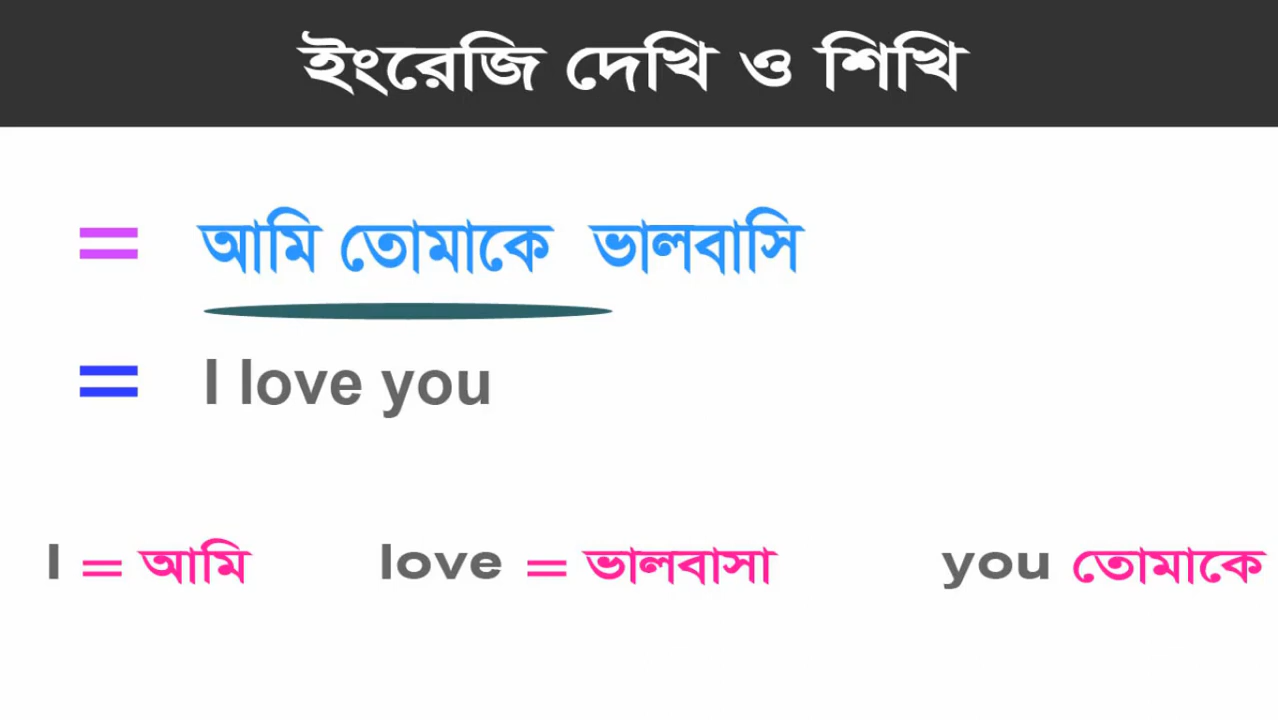 ইংরেজি দেখি ও শিখি
= আমি তোমাকে ভালবাসি
= I love you
I = আমি love = ভালবাসা you তোমাকে